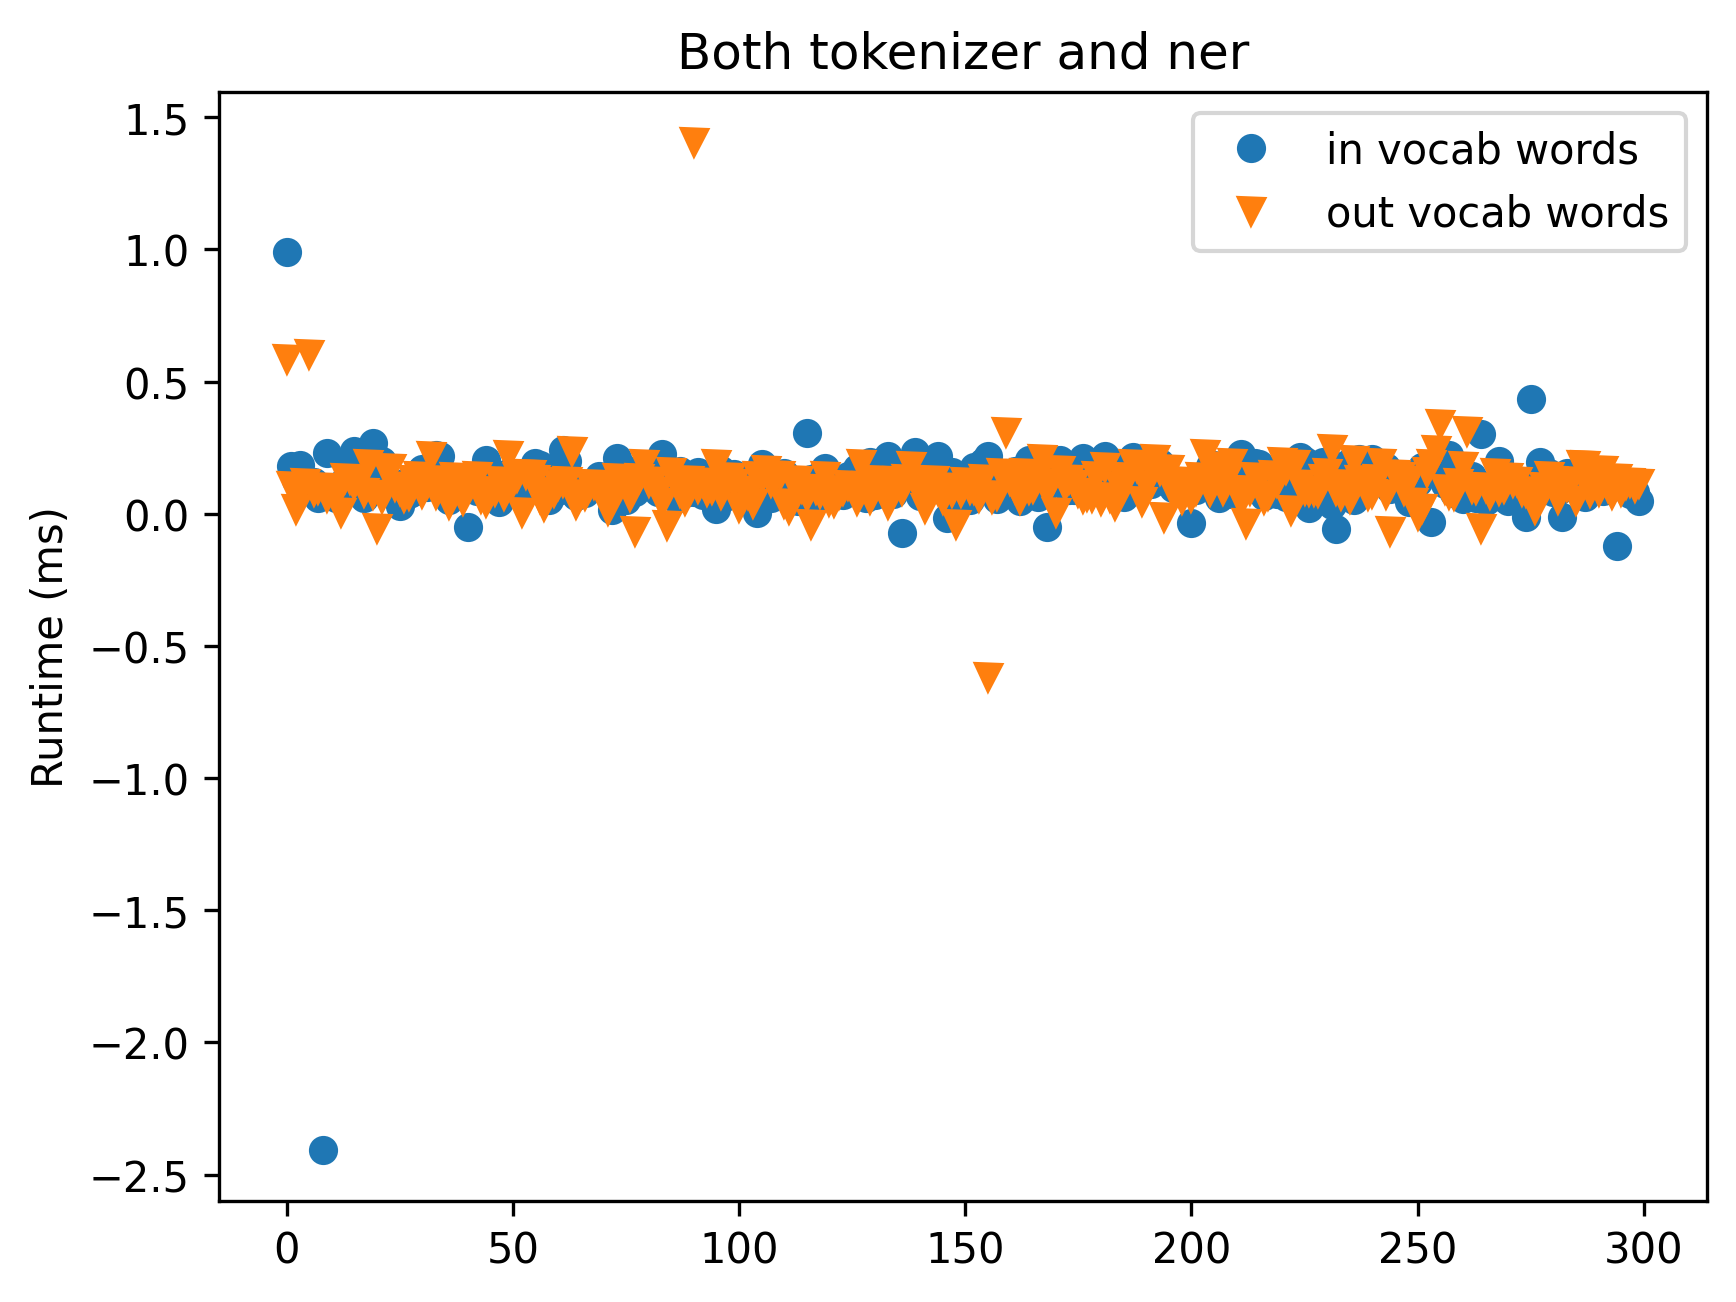 Both tokenizer and ner
1.5
1.0
0.5
0.0
−0.5
−1.0
−1.5
−2.0
−2.5
Runtime (ms)
in vocab words
out vocab words
0 50 100 150 200 250 300